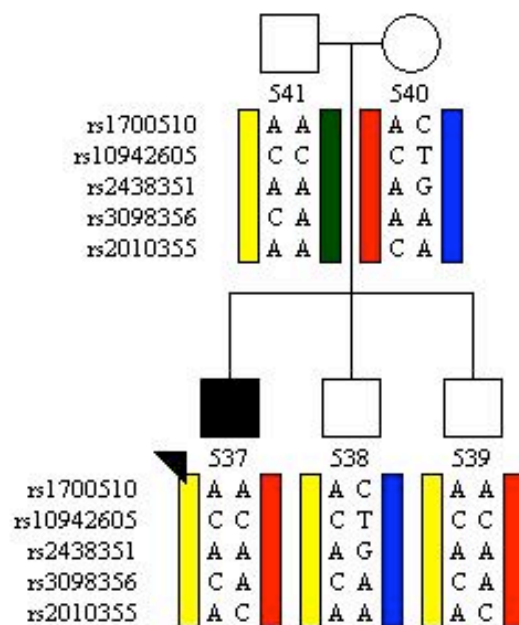 541 540
rs1700510 A A A C
rs10942605 C C C T
rs2438351 A A A G
rs3098356 C A A A
rs2010355 A A C A
537 538 539
rs1700510 A A A C A A
rs10942605 C C C T C C
rs2438351 A A A G A A
rs3098356 C A C A C A
rs2010355 A C A A A C